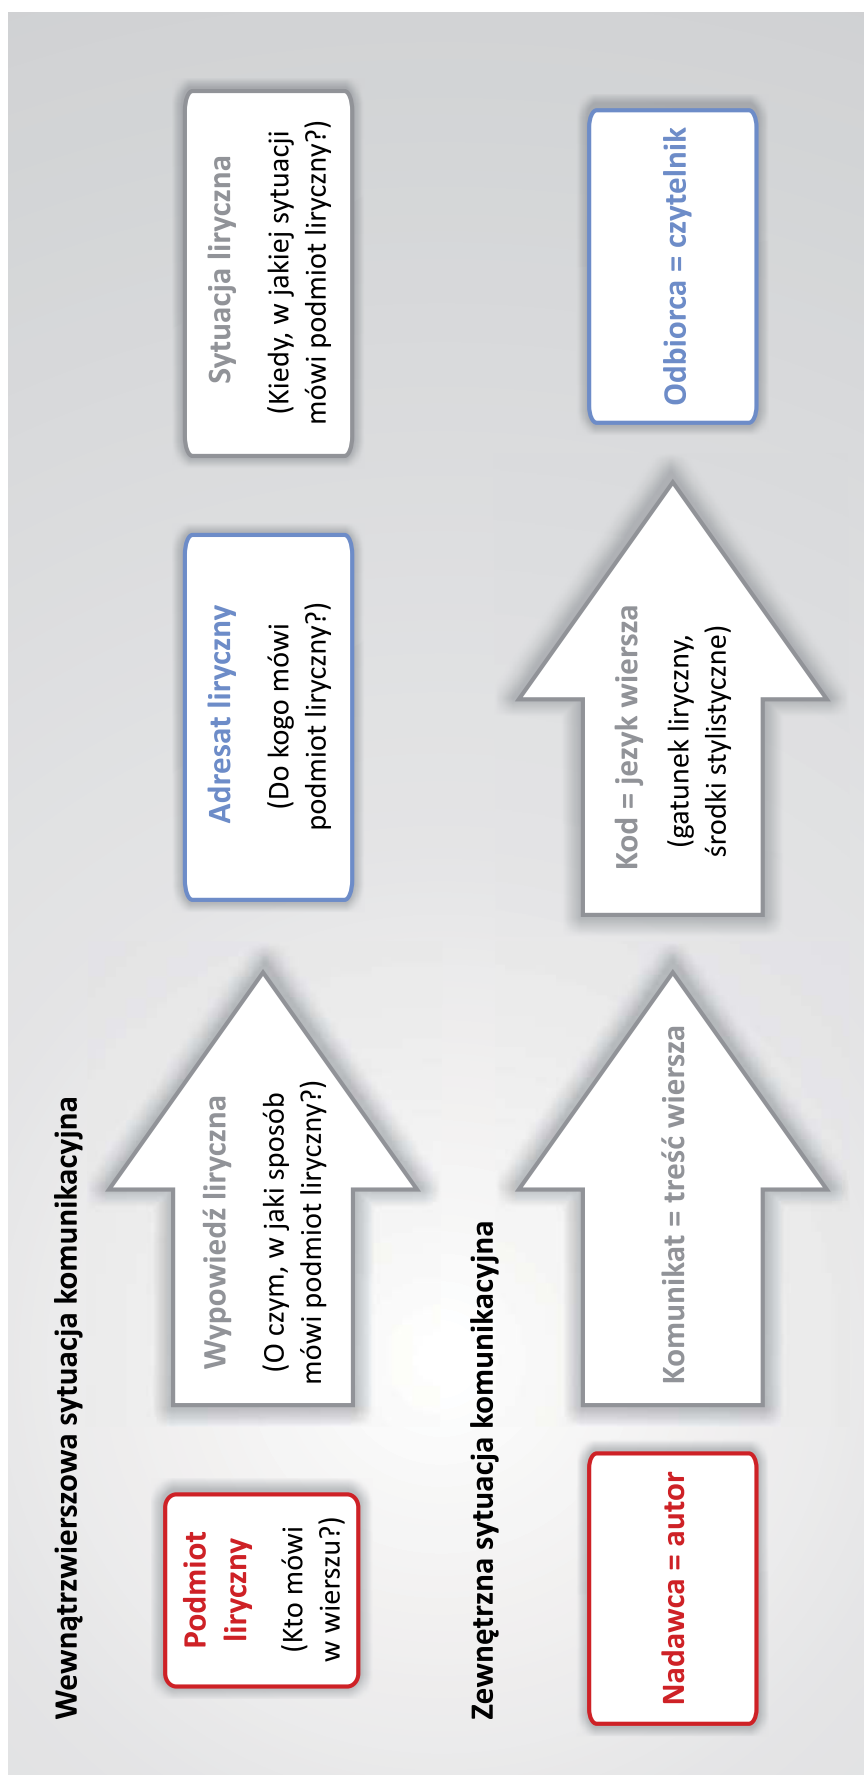 Wewnątrzwierszowa sytuacja komunikacyjna
Podmiot
liryczny
(Kto mówi
w wierszu?)
Wypowiedź liryczna
(O czym, w jaki sposób
mówi podmiot liryczny?)
Adresat liryczny
(Do kogo mówi
podmiot liryczny?)
Sytuacja liryczna
(Kiedy, w jakiej sytuacji
mówi podmiot liryczny?)
Zewnętrzna sytuacja komunikacyjna
Nadawca = autor
Komunikat = treść wiersza
Kod = jezyk wiersza
(gatunek liryczny,
środki stylistyczne)
Odbiorca = czytelnik